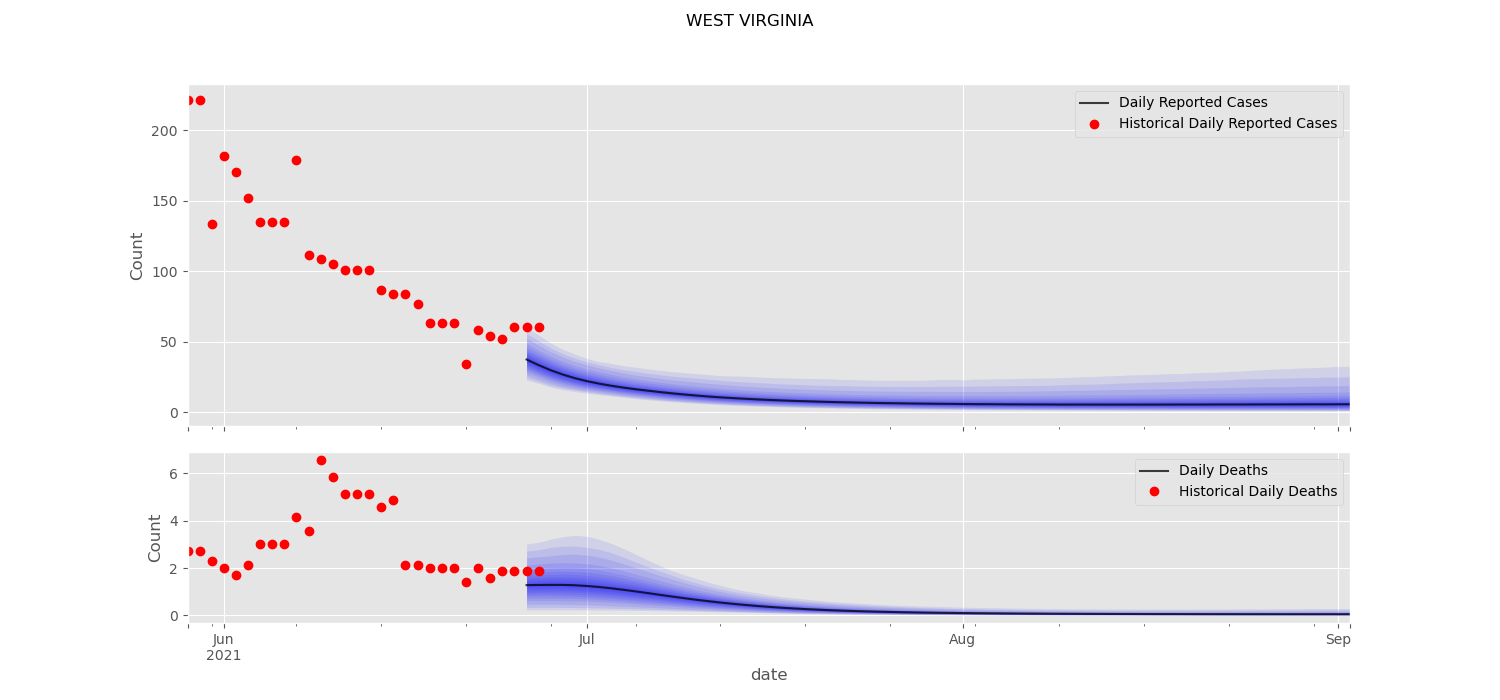 WEST VIRGINIA
Daily Reported Cases
Historical Daily Reported Cases
200
150
100
50
0
Count
Daily Deaths
Historical Daily Deaths
6
4
2
0
Count
Jun
2021
Jul
Aug
Sep
date